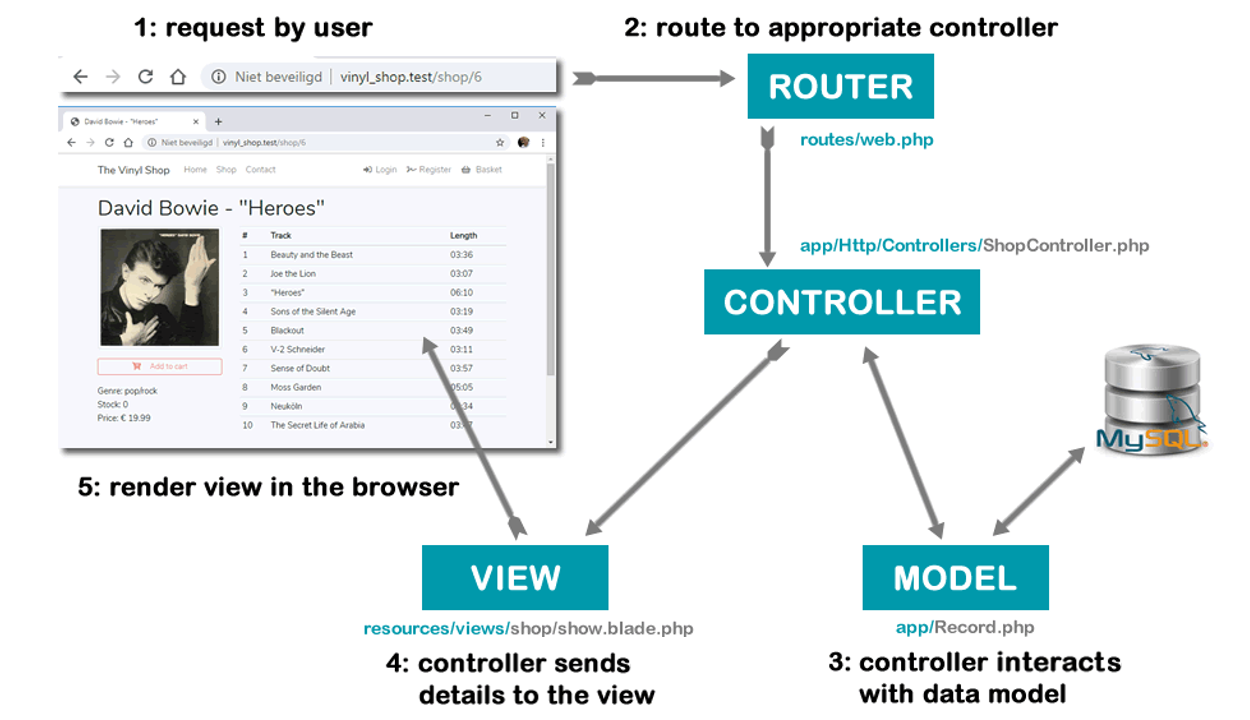 1: request by user
2: route to appropriate controller
Niet beveiligd | vinyl_shop.test/shop/6
ROUTER
routes/web.php
David Bowie - "Heroes"
Niet beveiligd | vinyl_shop.test/shop/6
The Vinyl Shop Home Shop Contact Login Register Basket
David Bowie - "Heroes"
# Track Length
1 Beauty and the Beast 03:36
2 Joe the Lion 03:07
3 "Heroes" 06:10
4 Sons of the Silent Age 03:19
5 Blackout 03:49
6 V-2 Schneider 03:11
7 Sense of Doubt 03:57
8 Moss Garden 05:05
9 Neuköln
10 The Secret Life of Arabia
Add to cart
Genre: pop/rock
Stock: 0
Price: € 19.99
app/Http/Controllers/ShopController.php
CONTROLLER
MySQL
5: render view in the browser
VIEW
resources/views/shop/show.blade.php
4: controller sends
details to the view
MODEL
app/Record.php
3: controller interacts
with data model